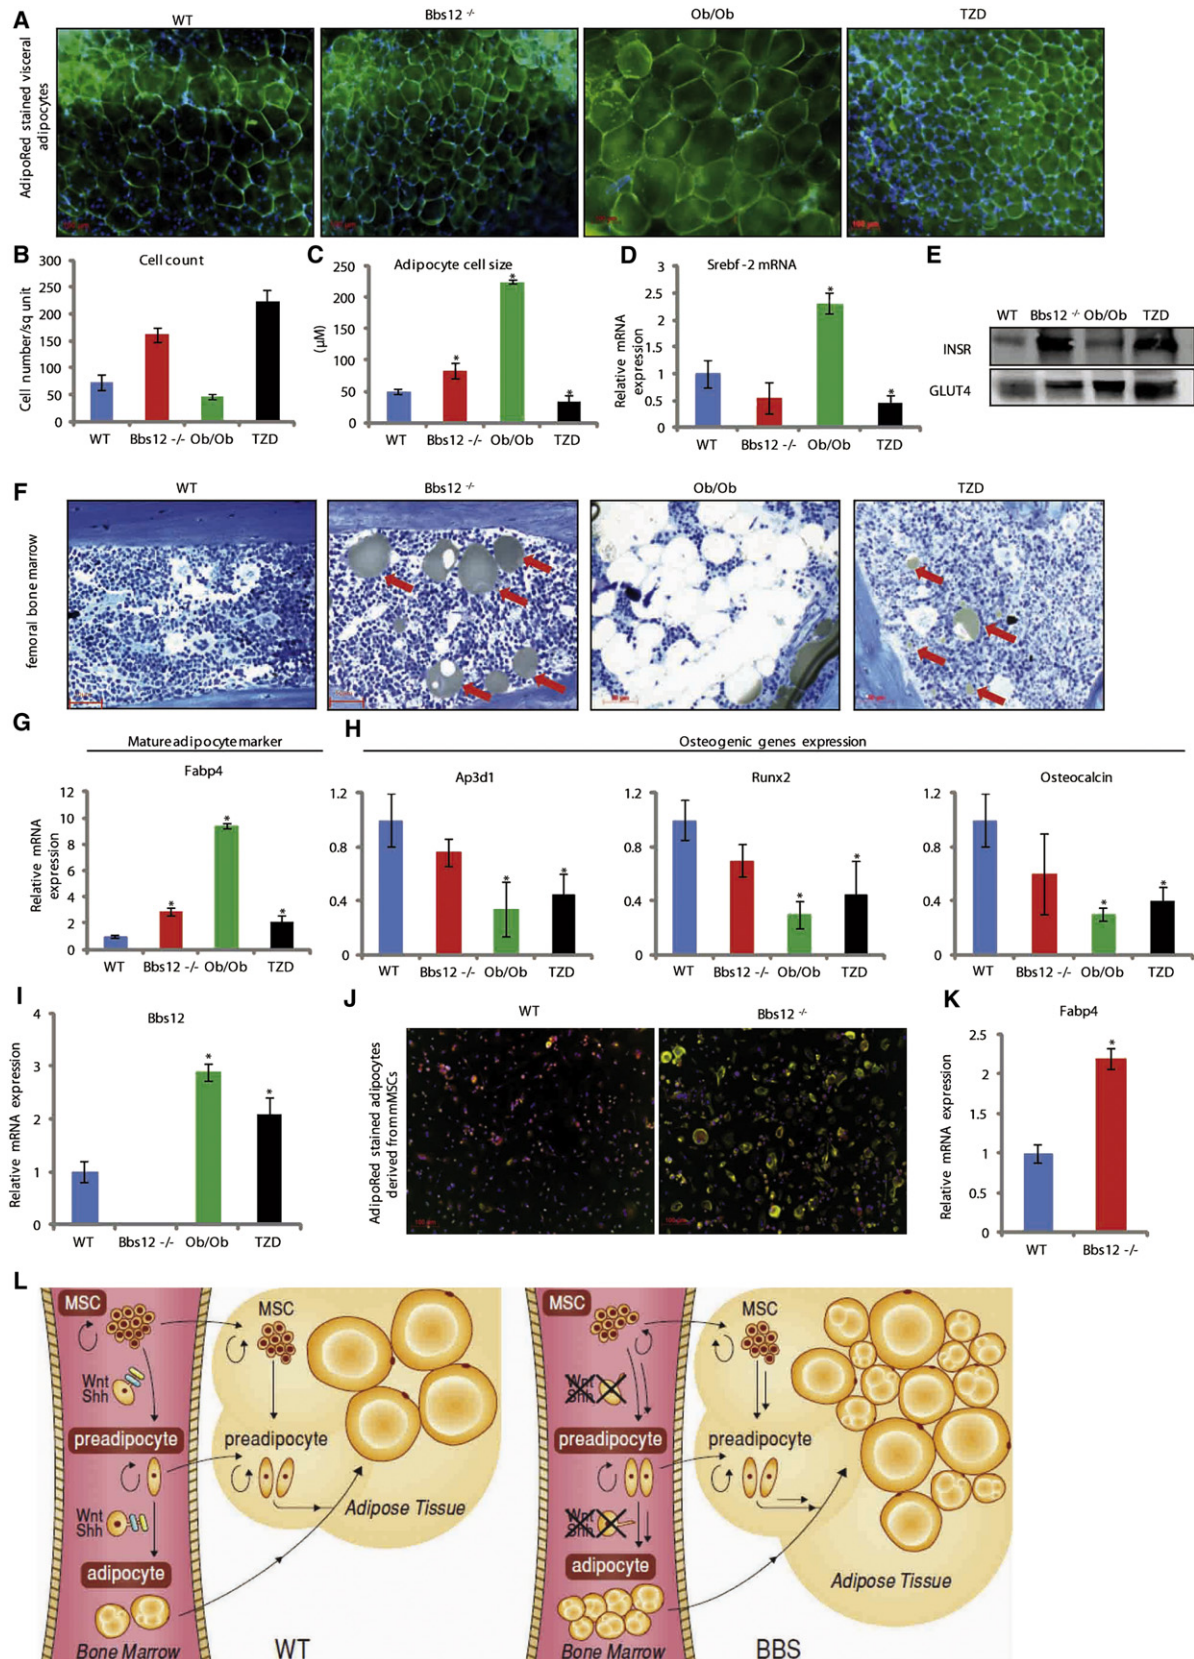 A
WT
Bbs12 -/-
Ob/Ob
TZD
AdipoRed stained visceral
adipocytes
100 µm
B
Cell count
Cell number/sq unit
300
250
200
150
100
50
0
WT
Bbs12 -/-
Ob/Ob
TZD
C
Adipocyte cell size
(µM)
250
200
150
100
50
0
*
*
*
WT
Bbs12 -/-
Ob/Ob
TZD
D
Srebf-2 mRNA
Relative mRNA
expression
3
2.5
2
1.5
1
0.5
0
*
*
WT
Bbs12 -/-
Ob/Ob
TZD
E
WT Bbs12 -/- Ob/Ob TZD
INSR
GLUT4
F
WT
Bbs12 -/-
Ob/Ob
TZD
femoral bone marrow
G
Mature adipocyte marker
Fabp4
Relative mRNA
expression
12
10
8
6
4
2
0
*
*
*
WT
Bbs12 -/-
Ob/Ob
TZD
H
Osteogenic genes expression
Ap3d1
1.2
0.8
0.4
0
*
*
WT
Bbs12 -/-
Ob/Ob
TZD
Runx2
1.2
0.8
0.4
0
*
*
WT
Bbs12 -/-
Ob/Ob
TZD
Osteocalcin
1.2
0.8
0.4
0
*
*
WT
Bbs12 -/-
Ob/Ob
TZD
I
Bbs12
Relative mRNA expression
4
3
2
1
0
*
*
WT
Bbs12 -/-
Ob/Ob
TZD
J
WT
Bbs12 -/-
AdipoRed stained adipocytes
derived frommMSCs
K
Fabp4
Relative mRNA expression
2.5
2
1.5
1
0.5
0
*
WT
Bbs12 -/-
L
MSC
MSC
Wnt
Shh
preadipocyte
preadipocyte
Wnt
Shh
Adipose Tissue
adipocyte
Bone Marrow
WT
MSC
MSC
Wnt
Shh
preadipocyte
preadipocyte
Wnt
Shh
Adipose Tissue
adipocyte
Bone Marrow
BBS